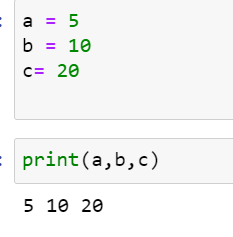 a = 5
b = 10
c= 20
print(a,b,c)
5 10 20